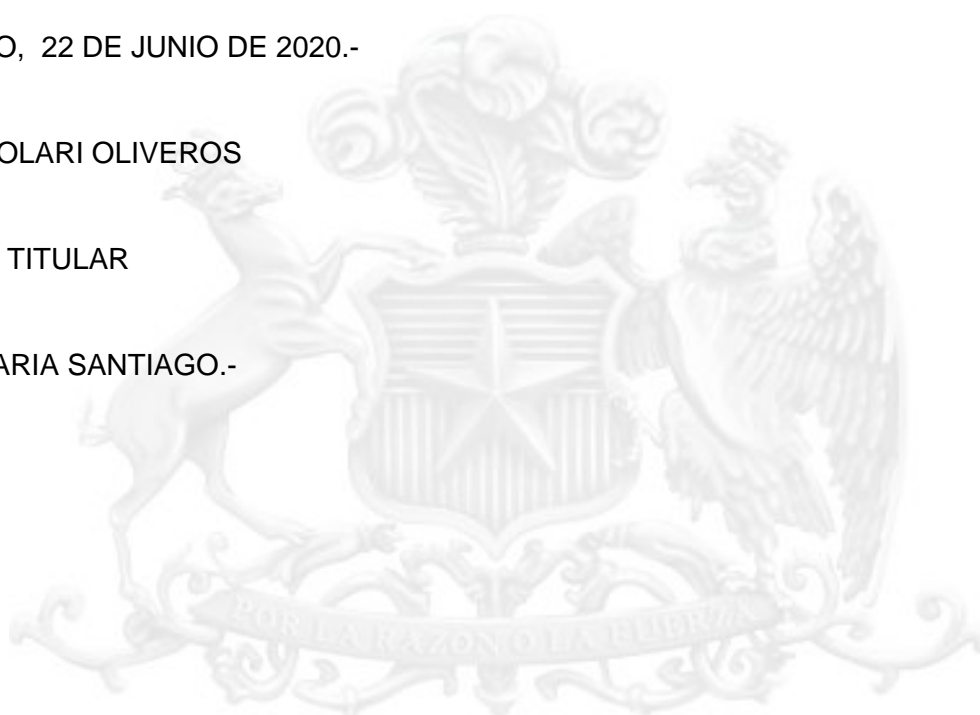 O, 22 DE JUNIO DE 2020.-
OLARI OLIVEROS
TITULAR
ARIA SANTIAGO.-
POR LA RAZON O LA FUERZA